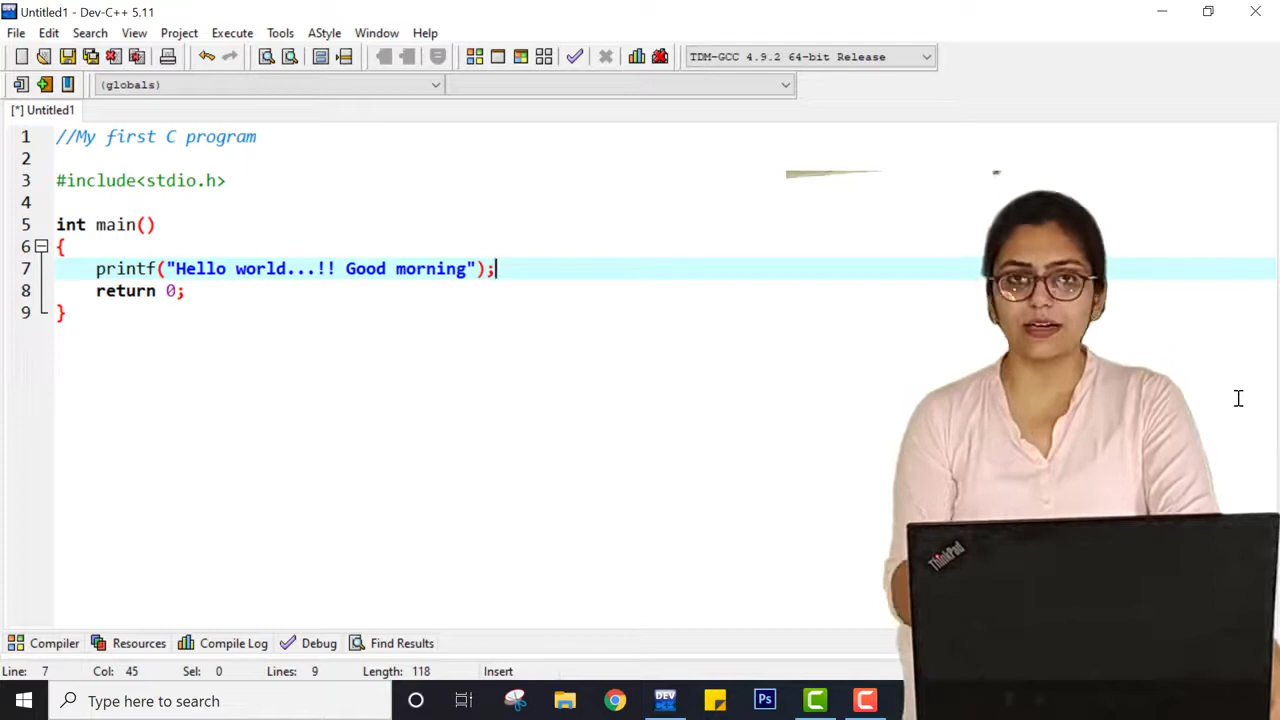 Untitled1 - Dev-C++ 5.11
File Edit Search View Project Execute Tools AStyle Window Help
TDM-GCC 4.9.2 64-bit Release
(globals)
[*] Untitled1
1 //My first C program
2
3 #include<stdio.h>
4
5 int main()
6 {
7 printf("Hello world...!! Good morning");
8 return 0;
9 }
ThinkPad
Compiler Resources Compile Log Debug Find Results
Line: 7 Col: 45 Sel: 0 Lines: 9 Length: 118 Insert
Type here to search DEV Ps C C